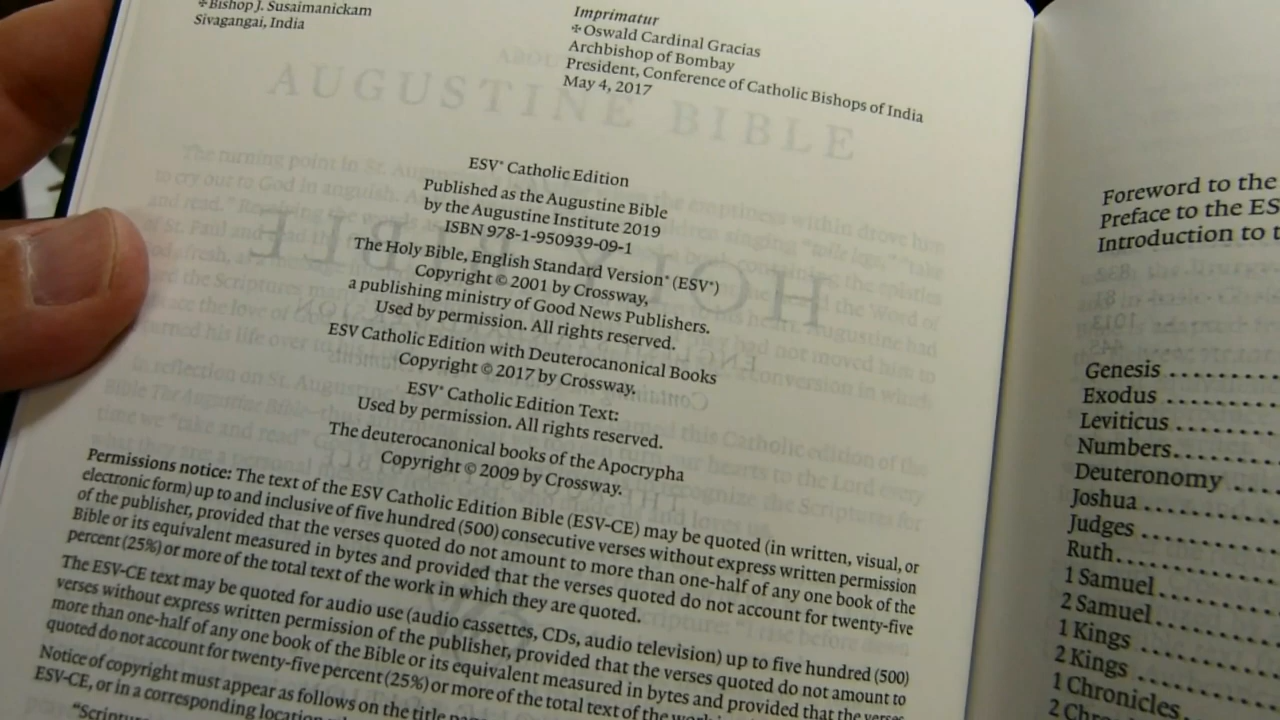 ✠Bishop J. Susaimanickam
Sivagangai, India
Imprimatur
✠Oswald Cardinal Gracias
Archbishop of Bombay
President, Conference of Catholic Bishops of India
May 4, 2017
AUGUSTINE BIBLE
ESV® Catholic Edition
Published as the Augustine Bible
by the Augustine Institute 2019
ISBN 978-1-950939-09-1
The Holy Bible, English Standard Version® (ESV®)
Copyright © 2001 by Crossway,
a publishing ministry of Good News Publishers.
Used by permission. All rights reserved.
ESV Catholic Edition with Deuterocanonical Books
Copyright © 2017 by Crossway,
ESV® Catholic Edition Text:
Used by permission. All rights reserved.
The deuterocanonical books of the Apocrypha
Copyright © 2009 by Crossway.
Permissions notice: The text of the ESV Catholic Edition Bible (ESV-CE) may be quoted (in written, visual, or
electronic form) up to and inclusive of five hundred (500) consecutive verses without express written permission
of the publisher, provided that the verses quoted do not amount to more than one-half of any one book of the
Bible or its equivalent measured in bytes and provided that the verses quoted do not account for twenty-five
percent (25%) or more of the total text of the work in which they are quoted.
The ESV-CE text may be quoted for audio use (audio cassettes, CDs, audio television) up to five hundred (500)
verses without express written permission of the publisher, provided that the verses quoted do not amount to
more than one-half of any one book of the Bible or its equivalent measured in bytes and provided that the verses
quoted do not account for twenty-five percent (25%) or more of the total text of the work
Notice of copyright must appear as follows on the title page
ESV-CE, or in a corresponding location
"Scripture
Foreword to the
Preface to the ES
Introduction to t
Genesis ............
Exodus ............
Leviticus ............
Numbers............
Deuteronomy ....
Joshua ............
Judges ............
Ruth............
1 Samuel............
2 Samuel............
1 Kings ............
2 Kings ............
1 Chronicles......
2 Chro